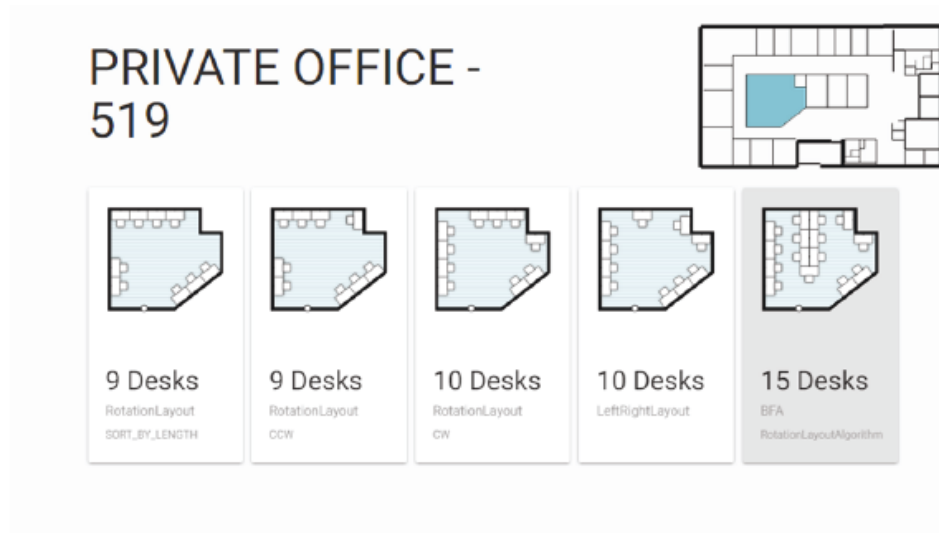 PRIVATE OFFICE -
519
9 Desks
RotationLayout
SORT_BY_LENGTH
9 Desks
RotationLayout
CCW
10 Desks
RotationLayout
CW
10 Desks
LeftRightLayout
15 Desks
BFA
RotationLayoutAlgorithm